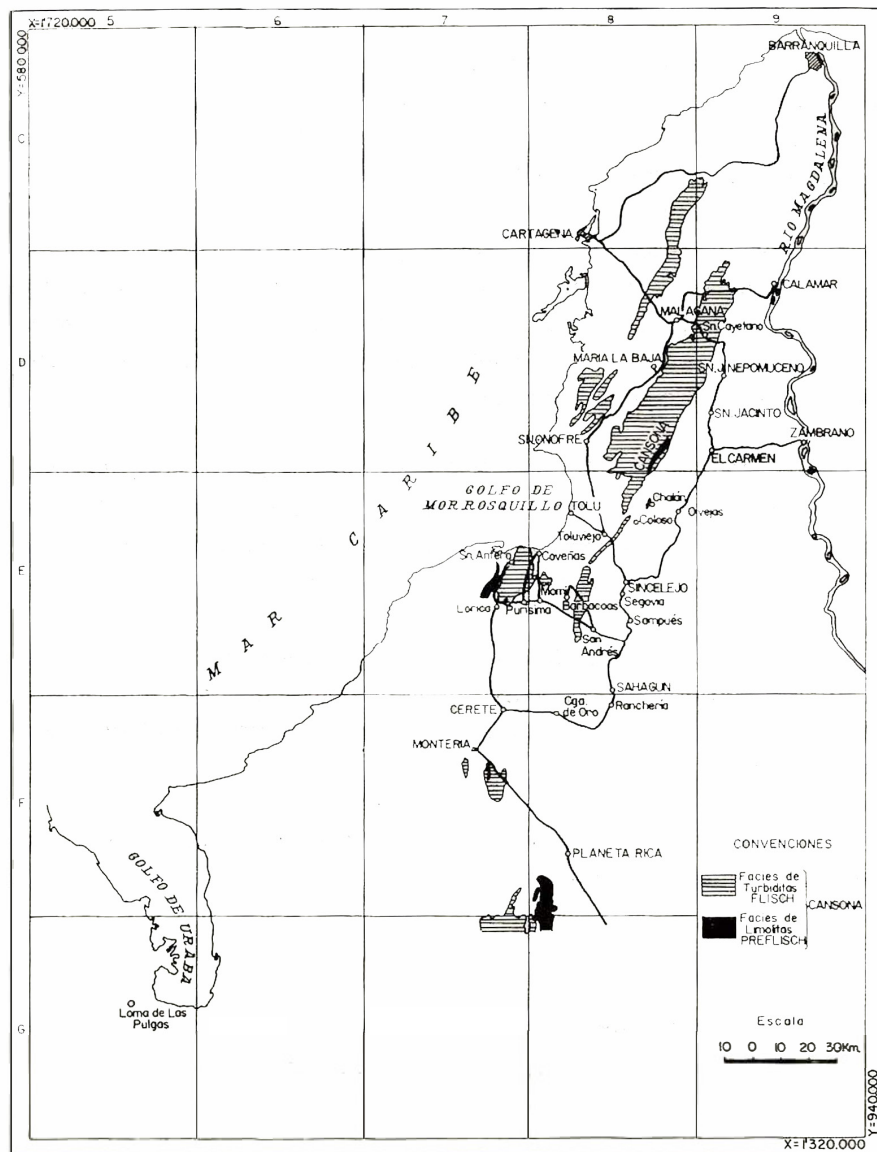 X=1'720.000
5
6
7
8
9
Y=580.000
BARRANQUILLA
C
RIO MAGDALENA
CARTAGENA
CALAMAR
MALAGANA
Sn. Cayetano
D
MARIA LA BAJA
SN. J. NEPOMUCENO
SN. JACINTO
ZAMBRANO
SN. ONOFRE
CANSONA
EL CARMEN
MAR CARIBE
GOLFO DE
MORROSQUILLO
TOLU
Chalán
Ovejas
Coloso
Toluviejo
E
Sn. Antero
Coveñas
Momil
SINCELEJO
Segovia
Lorica
Purísima
Barbacoas
Sampués
San
Andrés
SAHAGUN
CERETE
Cga.
de Oro
Ranchería
MONTERIA
F
PLANETA RICA
CONVENCIONES
Facies de
Turbiditas
FLISCH
CANSONA
Facies de
Limolitas
PREFLISCH
GOLFO DE URABA
Loma de Las
Pulgas
G
Escala
10 0 10 20 30Km.
Y=940.000
X=1'320.000